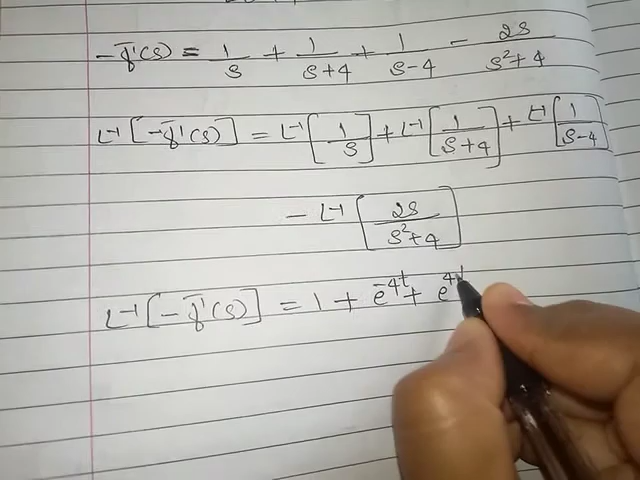 -f̄'(s) = 1/s + 1/(s+4) + 1/(s-4) - 2s/(s²+4)
L⁻¹[-f̄'(s)] = L⁻¹[1/s] + L⁻¹[1/(s+4)] + L⁻¹[1/(s-4)]
- L⁻¹[2s/(s²+4)]
L⁻¹[-f̄'(s)] = 1 + e⁻⁴ᵗ + e⁴